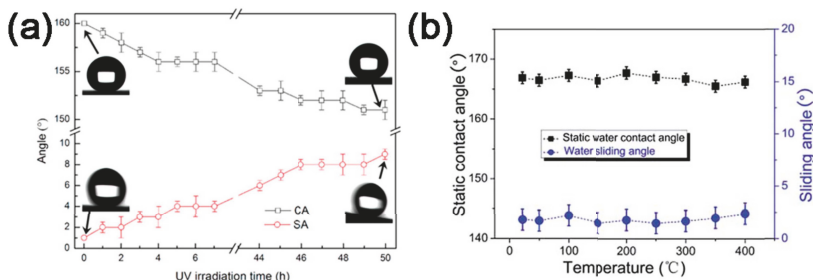 (a)
160
155
150
10
8
6
4
2
0
Angle (°)
CA
SA
0 2 4 6 44 46 48 50
UV irradiation time (h)
(b)
170
160
150
140
Static contact angle (°)
Static water contact angle
Water sliding angle
20
15
10
5
0
Sliding angle (°)
0 100 200 300 400
Temperature (℃)